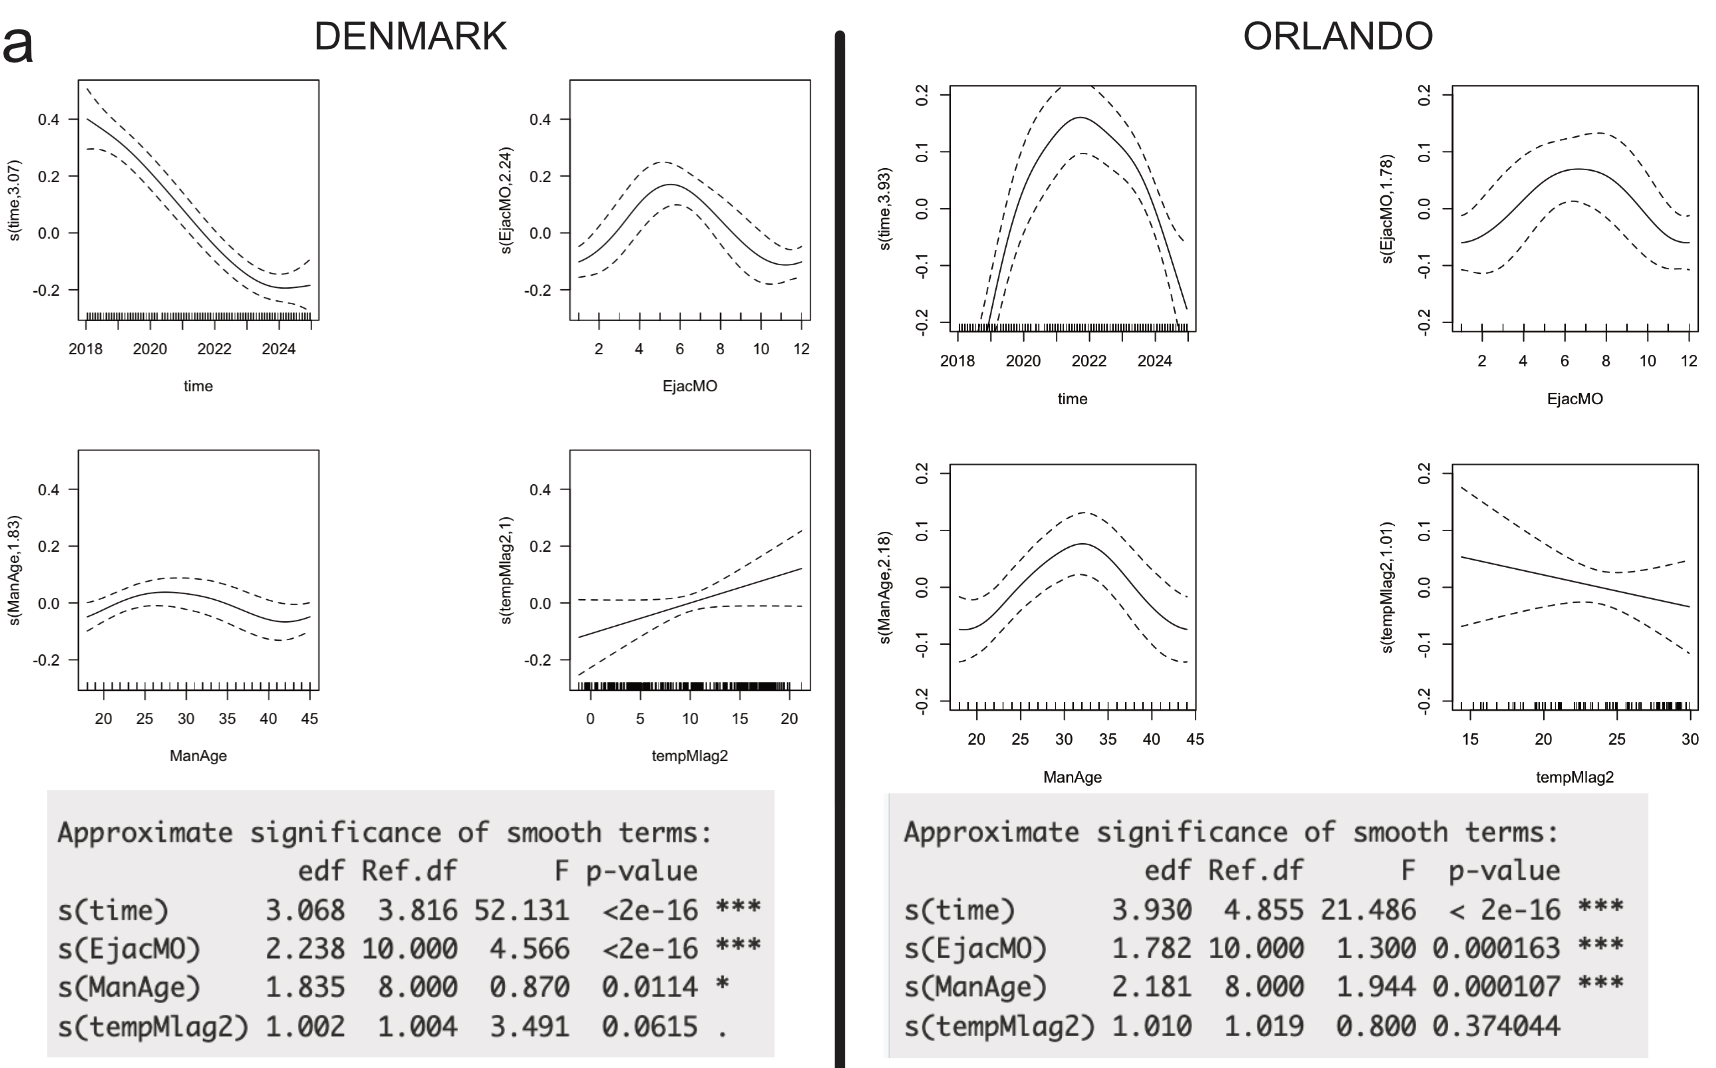 a
DENMARK
ORLANDO
s(time,3.07)
0.4
0.2
0.0
-0.2
2018 2020 2022 2024
time
s(EjacMO,2.24)
0.4
0.2
0.0
-0.2
2 4 6 8 10 12
EjacMO
s(ManAge,1.83)
0.4
0.2
0.0
-0.2
20 25 30 35 40 45
ManAge
s(tempMlag2,1)
0.4
0.2
0.0
-0.2
0 5 10 15 20
tempMlag2
Approximate significance of smooth terms:
edf Ref.df F p-value
s(time) 3.068 3.816 52.131 <2e-16 ***
s(EjacMO) 2.238 10.000 4.566 <2e-16 ***
s(ManAge) 1.835 8.000 0.870 0.0114 *
s(tempMlag2) 1.002 1.004 3.491 0.0615 .
s(time,3.93)
0.2
0.1
0.0
-0.1
-0.2
2018 2020 2022 2024
time
s(EjacMO,1.78)
0.2
0.1
0.0
-0.1
-0.2
2 4 6 8 10 12
EjacMO
s(ManAge,2.18)
0.2
0.1
0.0
-0.1
-0.2
20 25 30 35 40 45
ManAge
s(tempMlag2,1.01)
0.2
0.1
0.0
-0.1
-0.2
15 20 25 30
tempMlag2
Approximate significance of smooth terms:
edf Ref.df F p-value
s(time) 3.930 4.855 21.486 < 2e-16 ***
s(EjacMO) 1.782 10.000 1.300 0.000163 ***
s(ManAge) 2.181 8.000 1.944 0.000107 ***
s(tempMlag2) 1.010 1.019 0.800 0.374044